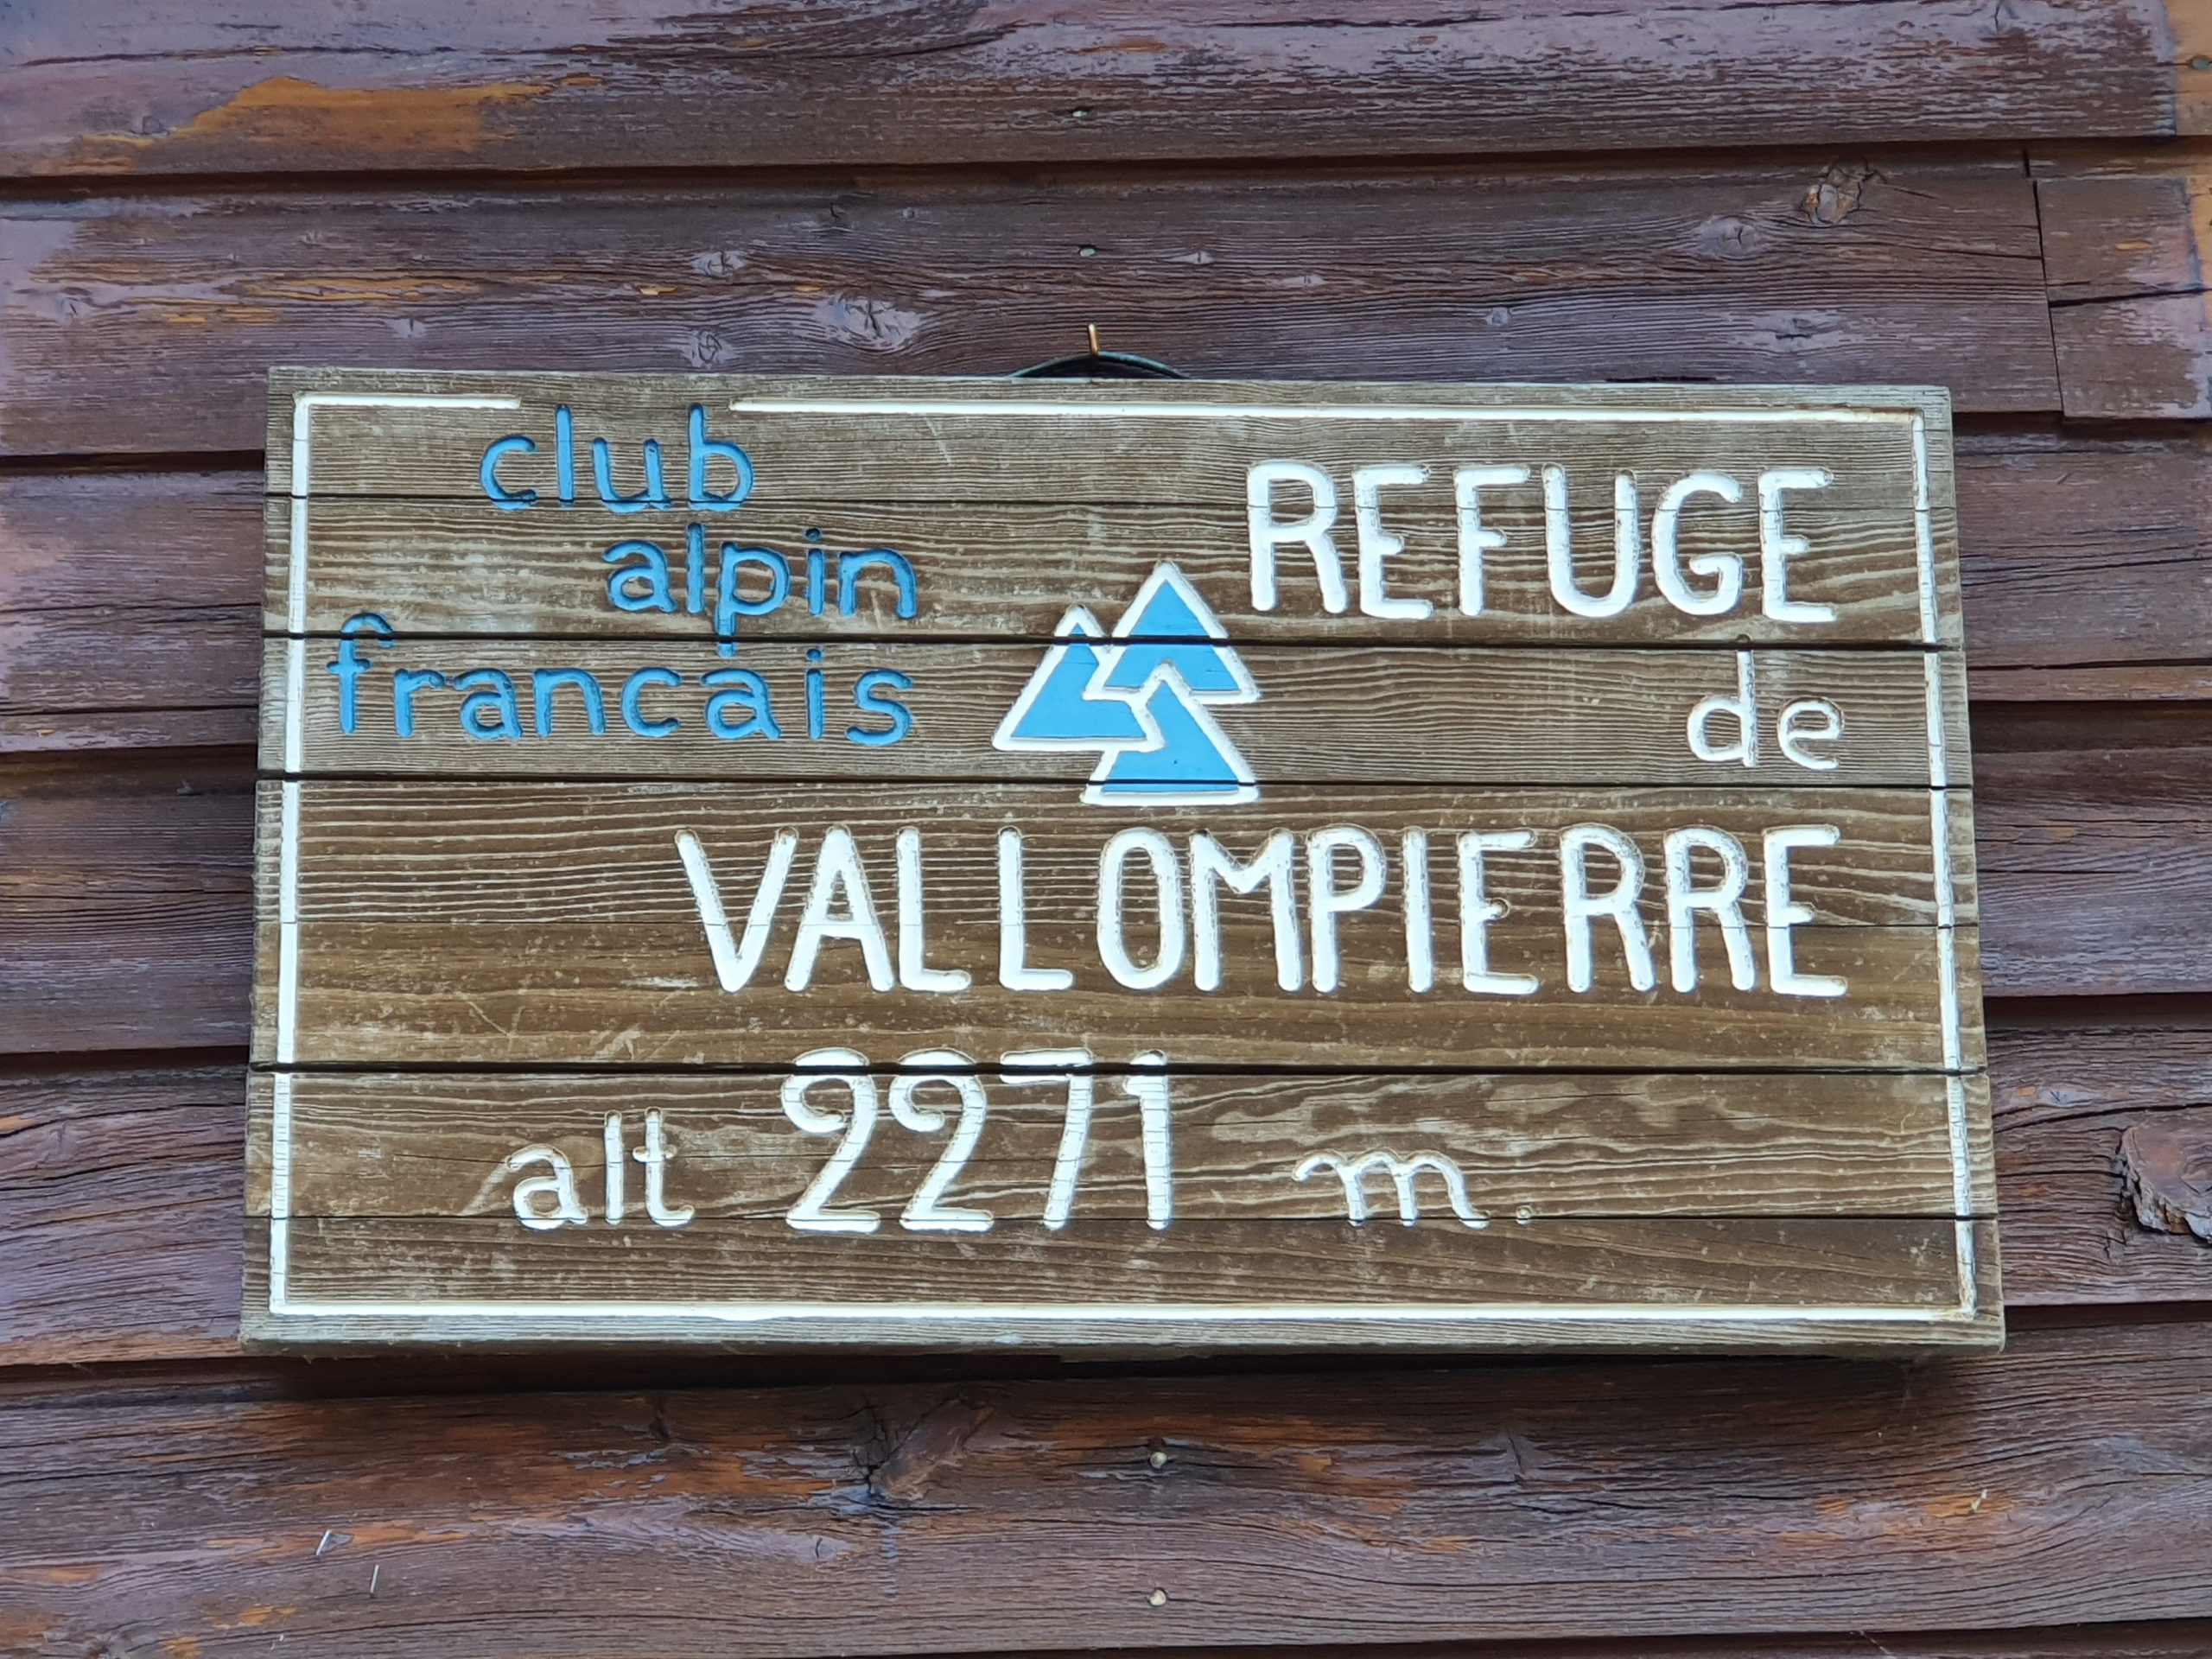 club
alpin
francais
REFUGE
de
VALLOMPIERRE
alt 2271 m.